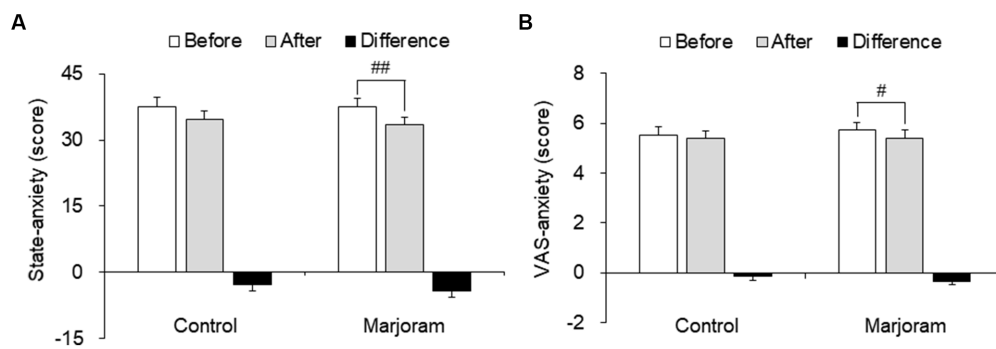 A
Before After Difference
##
State-anxiety (score)
45
30
15
0
-15
Control Marjoram
B
Before After Difference
#
VAS-anxiety (score)
8
6
4
2
0
-2
Control Marjoram